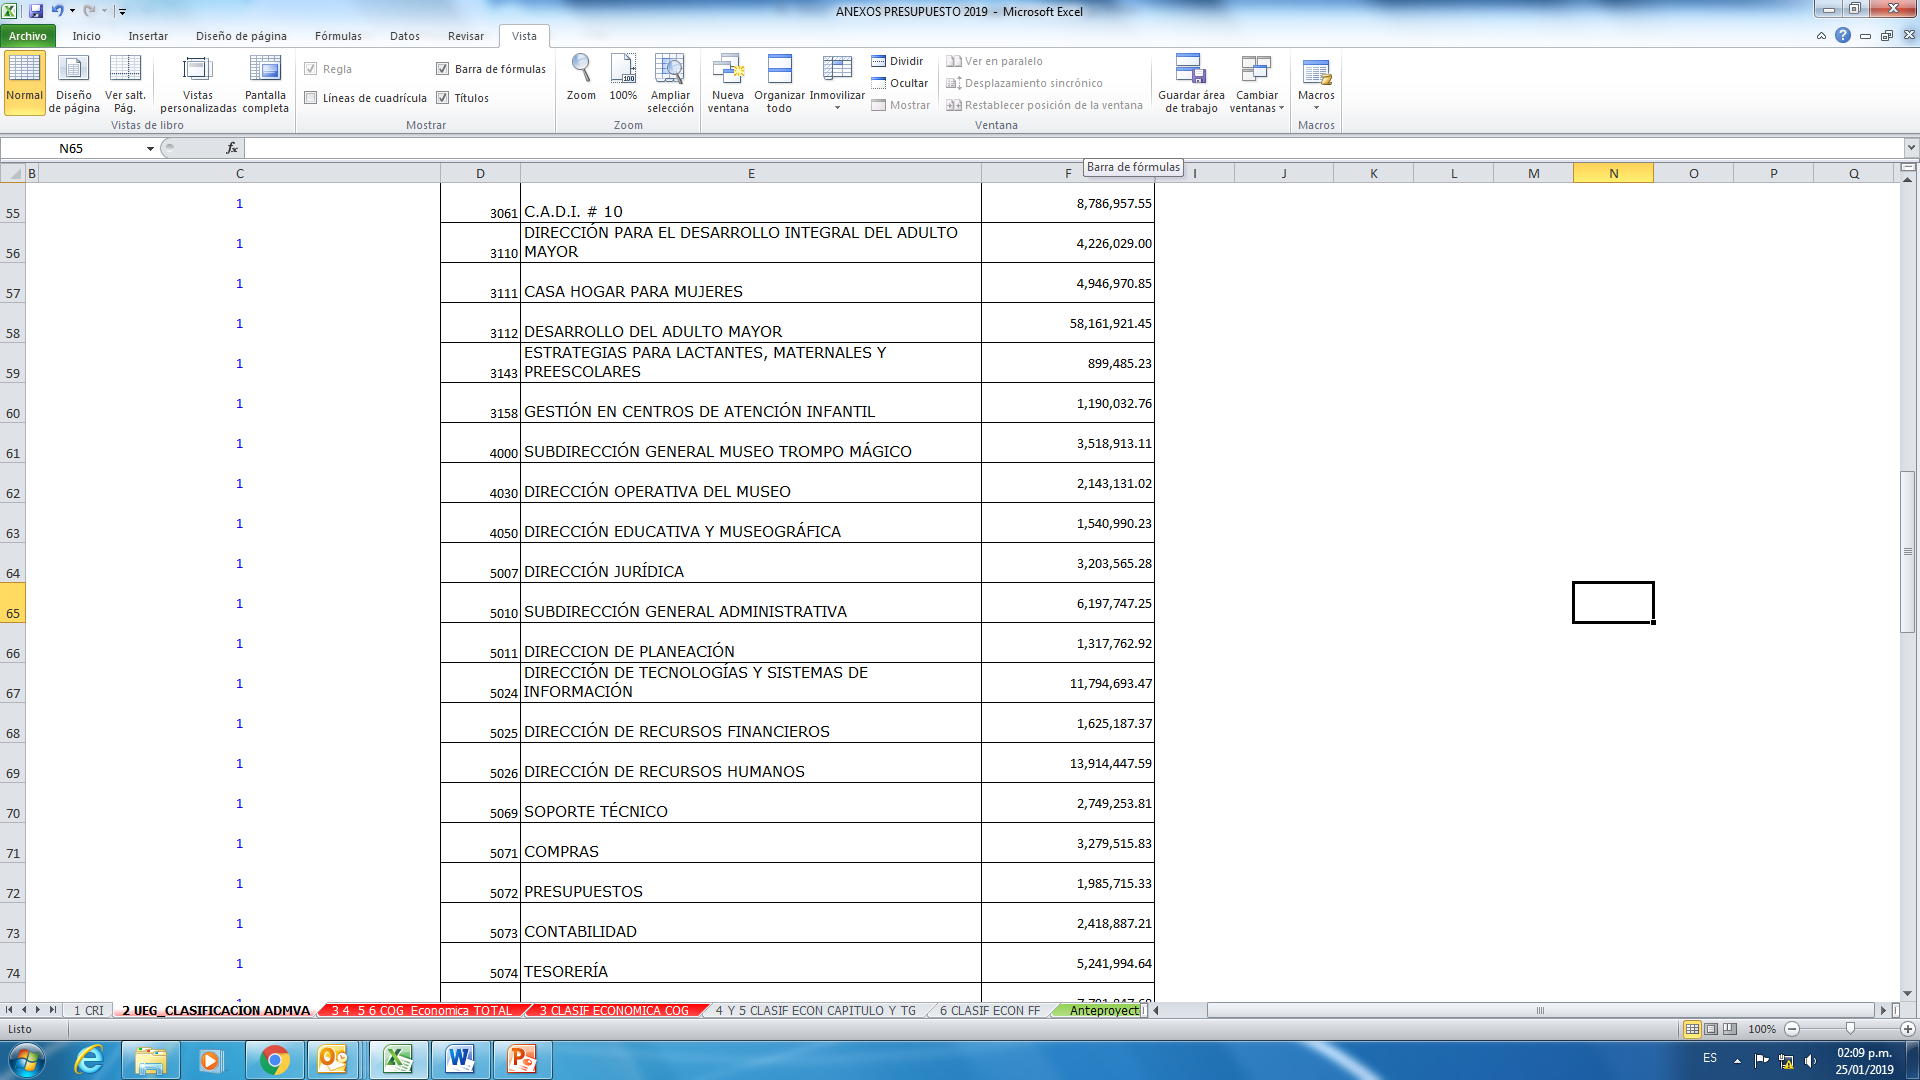 ANEXOS PRESUPUESTO 2019 - Microsoft Excel
Archivo Inicio Insertar Diseño de página Fórmulas Datos Revisar Vista
Normal
Diseño de página
Ver salt. Pág.
Vistas personalizadas
Pantalla completa
Vistas de libro
Regla
Barra de fórmulas
Líneas de cuadrícula
Títulos
Mostrar
Zoom
100%
Ampliar selección
Zoom
Nueva ventana
Organizar todo
Inmovilizar
Dividir
Ocultar
Mostrar
Ver en paralelo
Desplazamiento sincrónico
Restablecer posición de la ventana
Guardar área de trabajo
Cambiar ventanas
Ventana
Macros
Macros
N65 fx
Barra de fórmulas
B C D E F I J K L M N O P Q
55 1 3061 C.A.D.I. # 10 8,786,957.55
56 1 3110 DIRECCIÓN PARA EL DESARROLLO INTEGRAL DEL ADULTO
MAYOR 4,226,029.00
57 1 3111 CASA HOGAR PARA MUJERES 4,946,970.85
58 1 3112 DESARROLLO DEL ADULTO MAYOR 58,161,921.45
59 1 3143 ESTRATEGIAS PARA LACTANTES, MATERNALES Y
PREESCOLARES 899,485.23
60 1 3158 GESTIÓN EN CENTROS DE ATENCIÓN INFANTIL 1,190,032.76
61 1 4000 SUBDIRECCIÓN GENERAL MUSEO TROMPO MÁGICO 3,518,913.11
62 1 4030 DIRECCIÓN OPERATIVA DEL MUSEO 2,143,131.02
63 1 4050 DIRECCIÓN EDUCATIVA Y MUSEOGRÁFICA 1,540,990.23
64 1 5007 DIRECCIÓN JURÍDICA 3,203,565.28
65 1 5010 SUBDIRECCIÓN GENERAL ADMINISTRATIVA 6,197,747.25
66 1 5011 DIRECCION DE PLANEACIÓN 1,317,762.92
67 1 5024 DIRECCIÓN DE TECNOLOGÍAS Y SISTEMAS DE
INFORMACIÓN 11,794,693.47
68 1 5025 DIRECCIÓN DE RECURSOS FINANCIEROS 1,625,187.37
69 1 5026 DIRECCIÓN DE RECURSOS HUMANOS 13,914,447.59
70 1 5069 SOPORTE TÉCNICO 2,749,253.81
71 1 5071 COMPRAS 3,279,515.83
72 1 5072 PRESUPUESTOS 1,985,715.33
73 1 5073 CONTABILIDAD 2,418,887.21
74 1 5074 TESORERÍA 5,241,994.64
1 CRI 2 UEG_CLASIFICACION ADMVA 3 4 5 6 COG Economica TOTAL 3 CLASIF ECONOMICA COG 4 Y 5 CLASIF ECON CAPITULO Y TG 6 CLASIF ECON FF Anteproyect
Listo 100%
ES 02:09 p.m.
25/01/2019